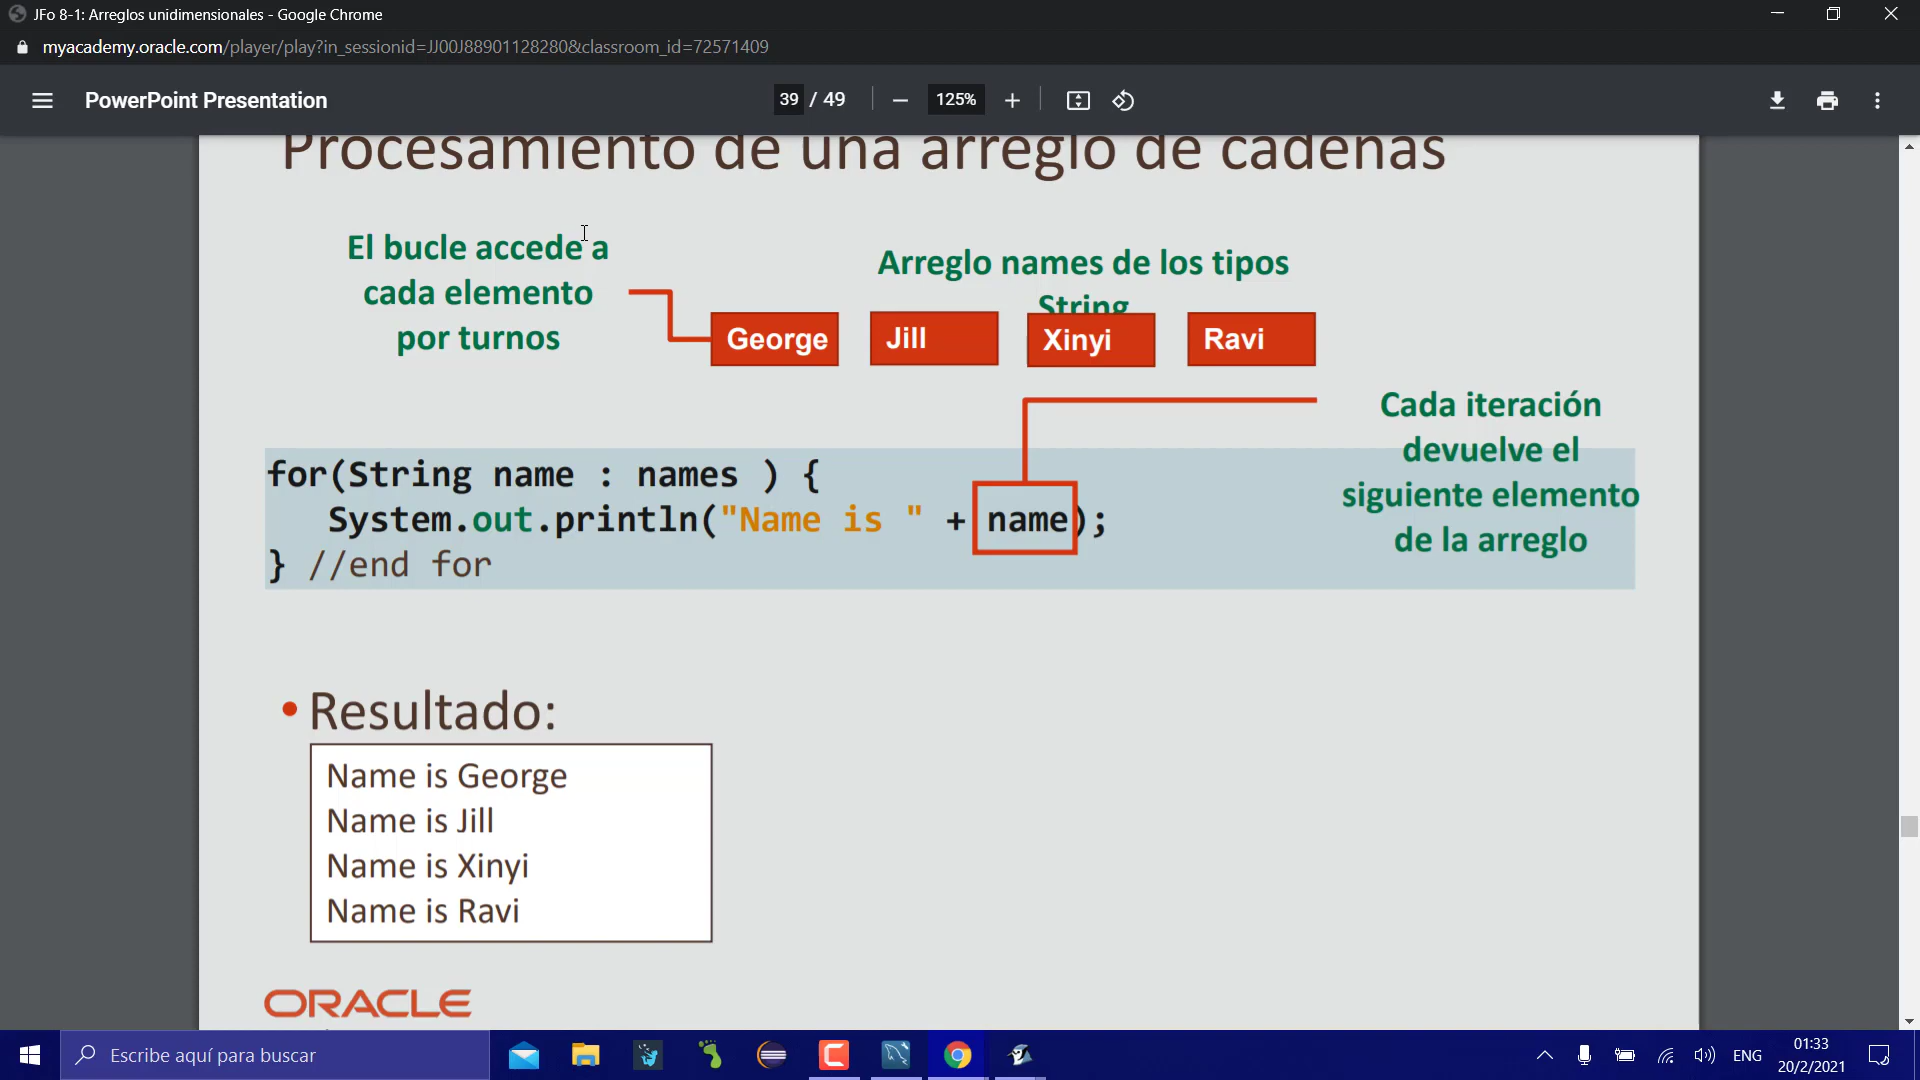 JFo 8-1: Arreglos unidimensionales - Google Chrome
myacademy.oracle.com/player/play?in_sessionid=JJ00J88901128280&classroom_id=72571409
PowerPoint Presentation
39 / 49
125%
Procesamiento de una arreglo de cadenas
El bucle accede a
cada elemento
por turnos
Arreglo names de los tipos
String
George
Jill
Xinyi
Ravi
Cada iteración
devuelve el
siguiente elemento
de la arreglo
for(String name : names ) {
System.out.println("Name is " + name);
} //end for
• Resultado:
Name is George
Name is Jill
Name is Xinyi
Name is Ravi
ORACLE
Escribe aquí para buscar
ENG
01:33
20/2/2021